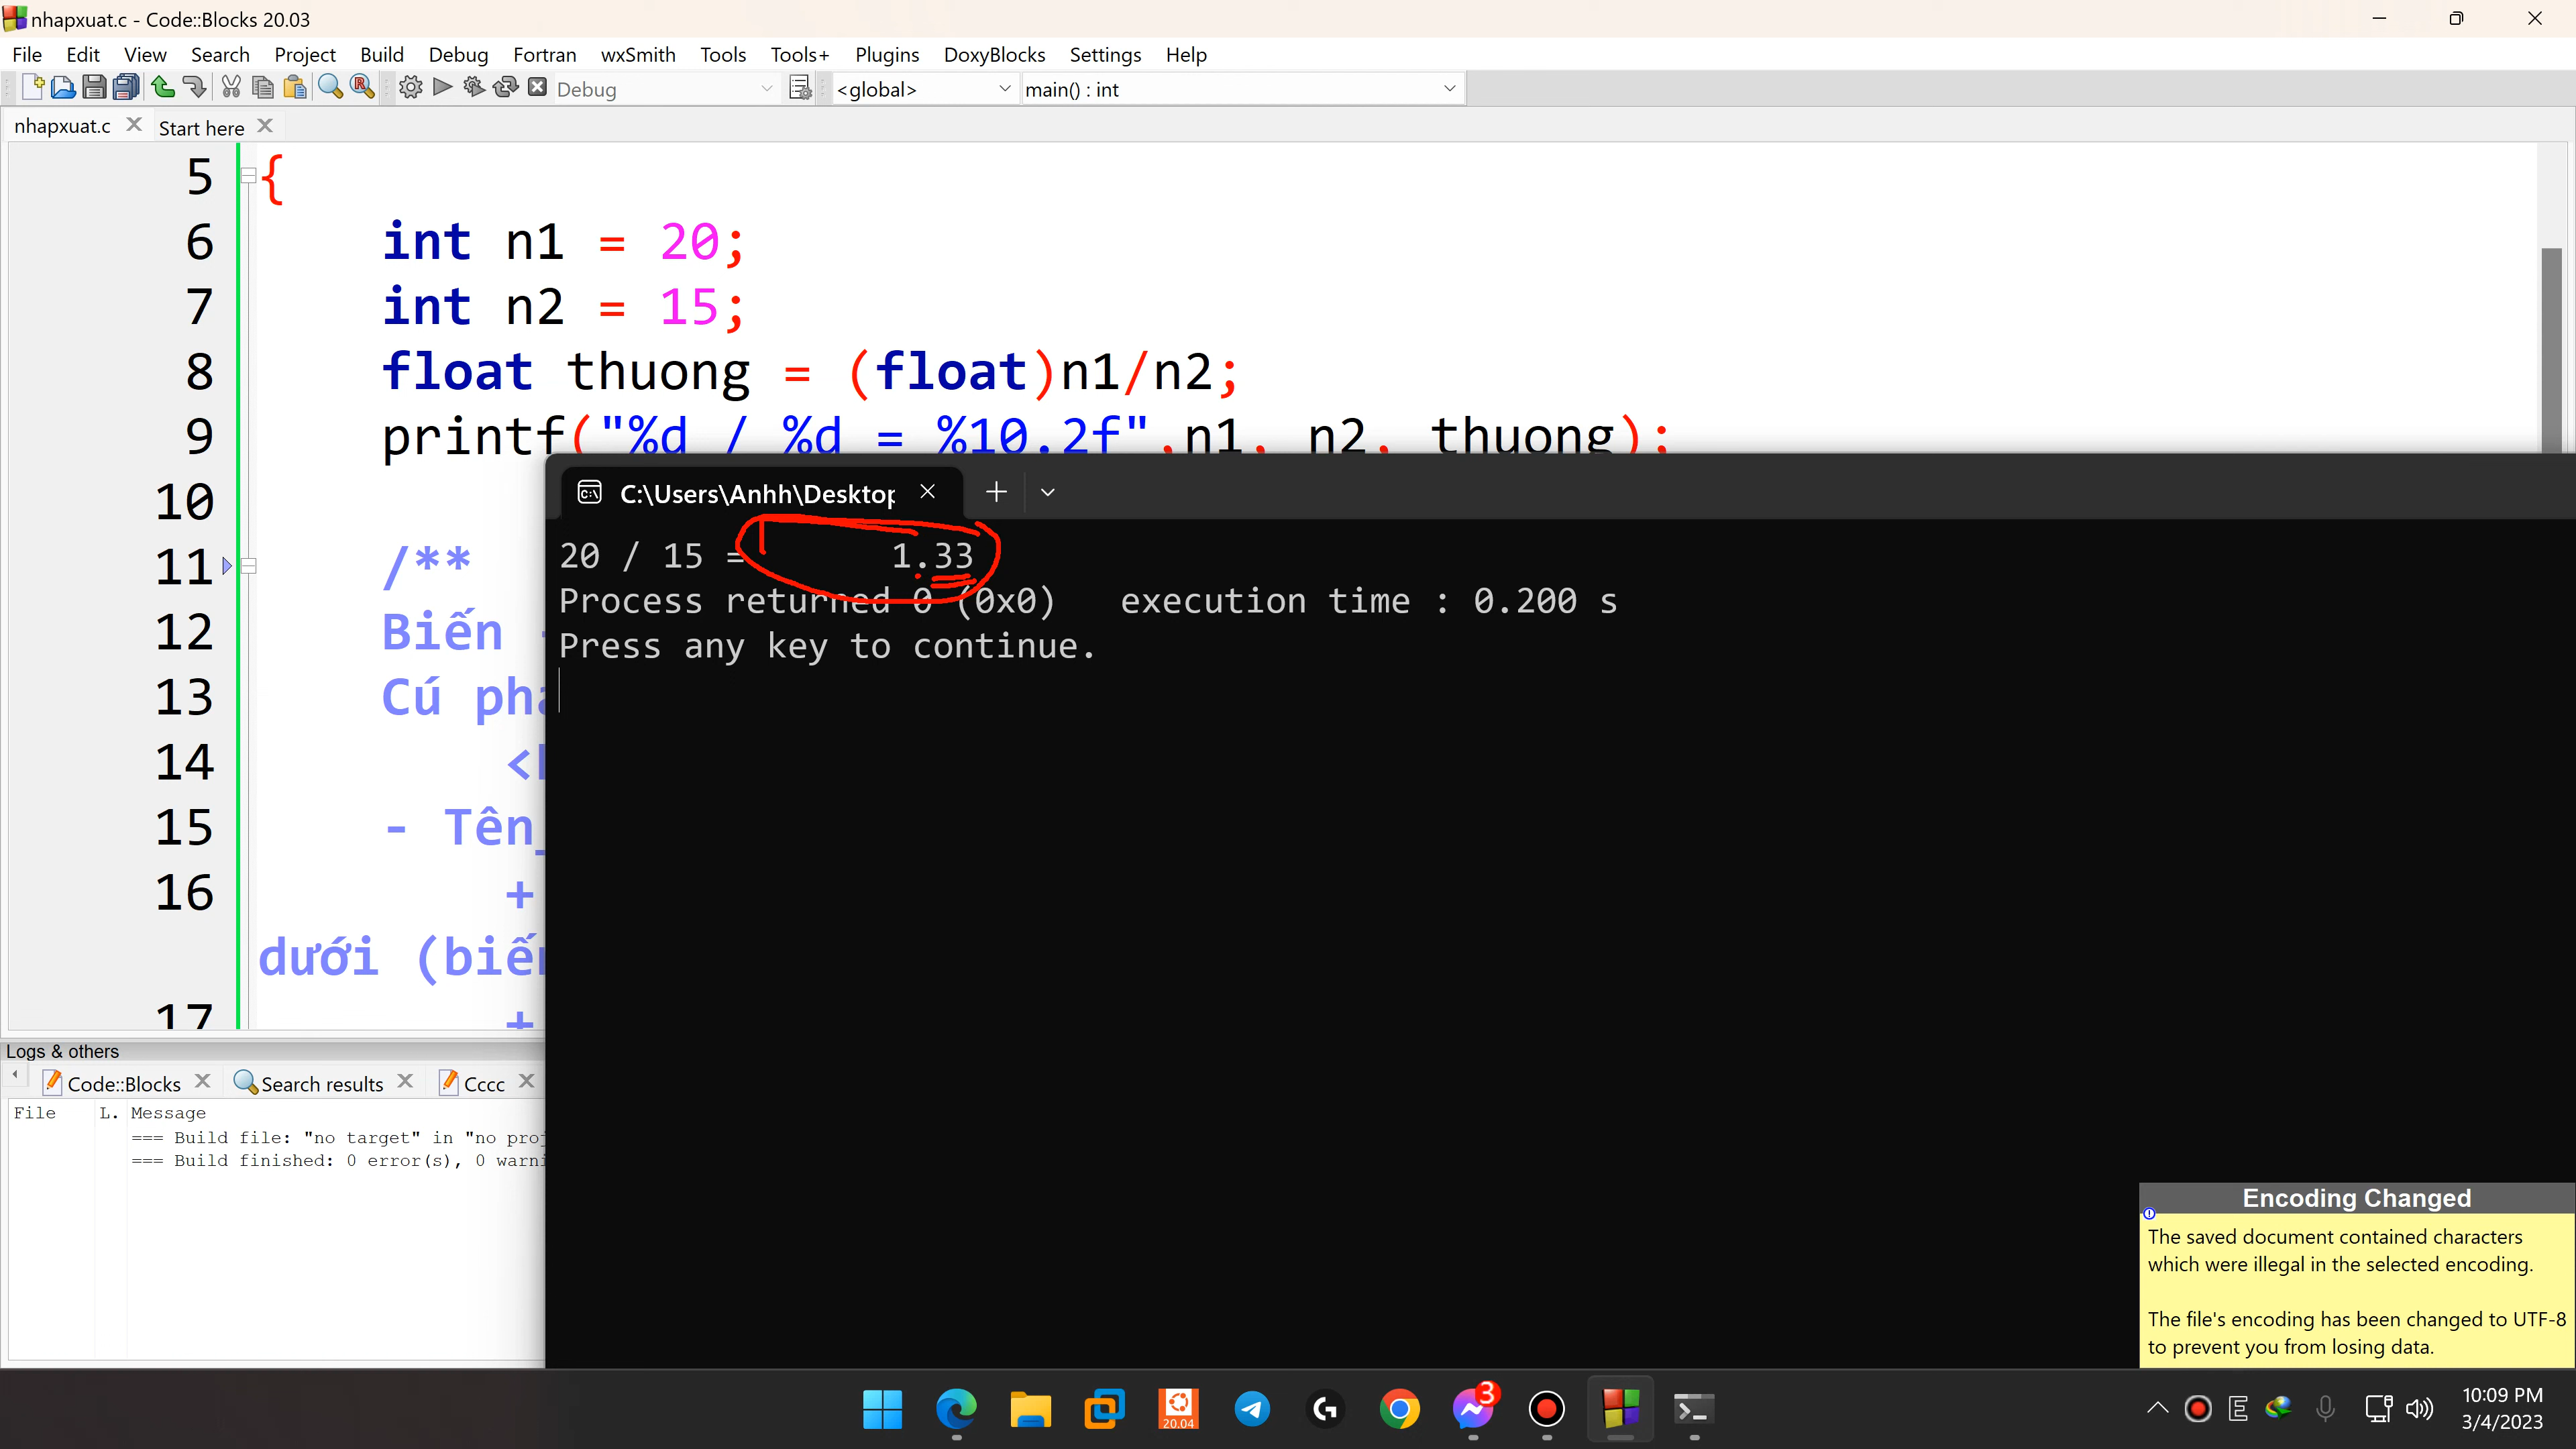 nhapxuat.c - Code::Blocks 20.03
File Edit View Search Project Build Debug Fortran wxSmith Tools Tools+ Plugins DoxyBlocks Settings Help
Debug <global> main() : int
nhapxuat.c Start here
5 {
6 int n1 = 20;
7 int n2 = 15;
8 float thuong = (float)n1/n2;
9 printf("%d / %d = %10.2f",n1, n2, thuong);
10
11 /**
12 Biến
13 Cú
14 <
15 - Tên_
16 +
dưới
17 +
C:\Users\Anhh\Desktop
20 / 15 =       1.33
Process returned 0 (0x0)   execution time : 0.200 s
Press any key to continue.
Logs & others
Code::Blocks Search results Cccc
File L. Message
=== Build file: "no target" in "no
=== Build finished: 0 error(s), 0
Encoding Changed
The saved document contained characters
which were illegal in the selected encoding.
The file's encoding has been changed to UTF-8
to prevent you from losing data.
20.04
3
10:09 PM
3/4/2023